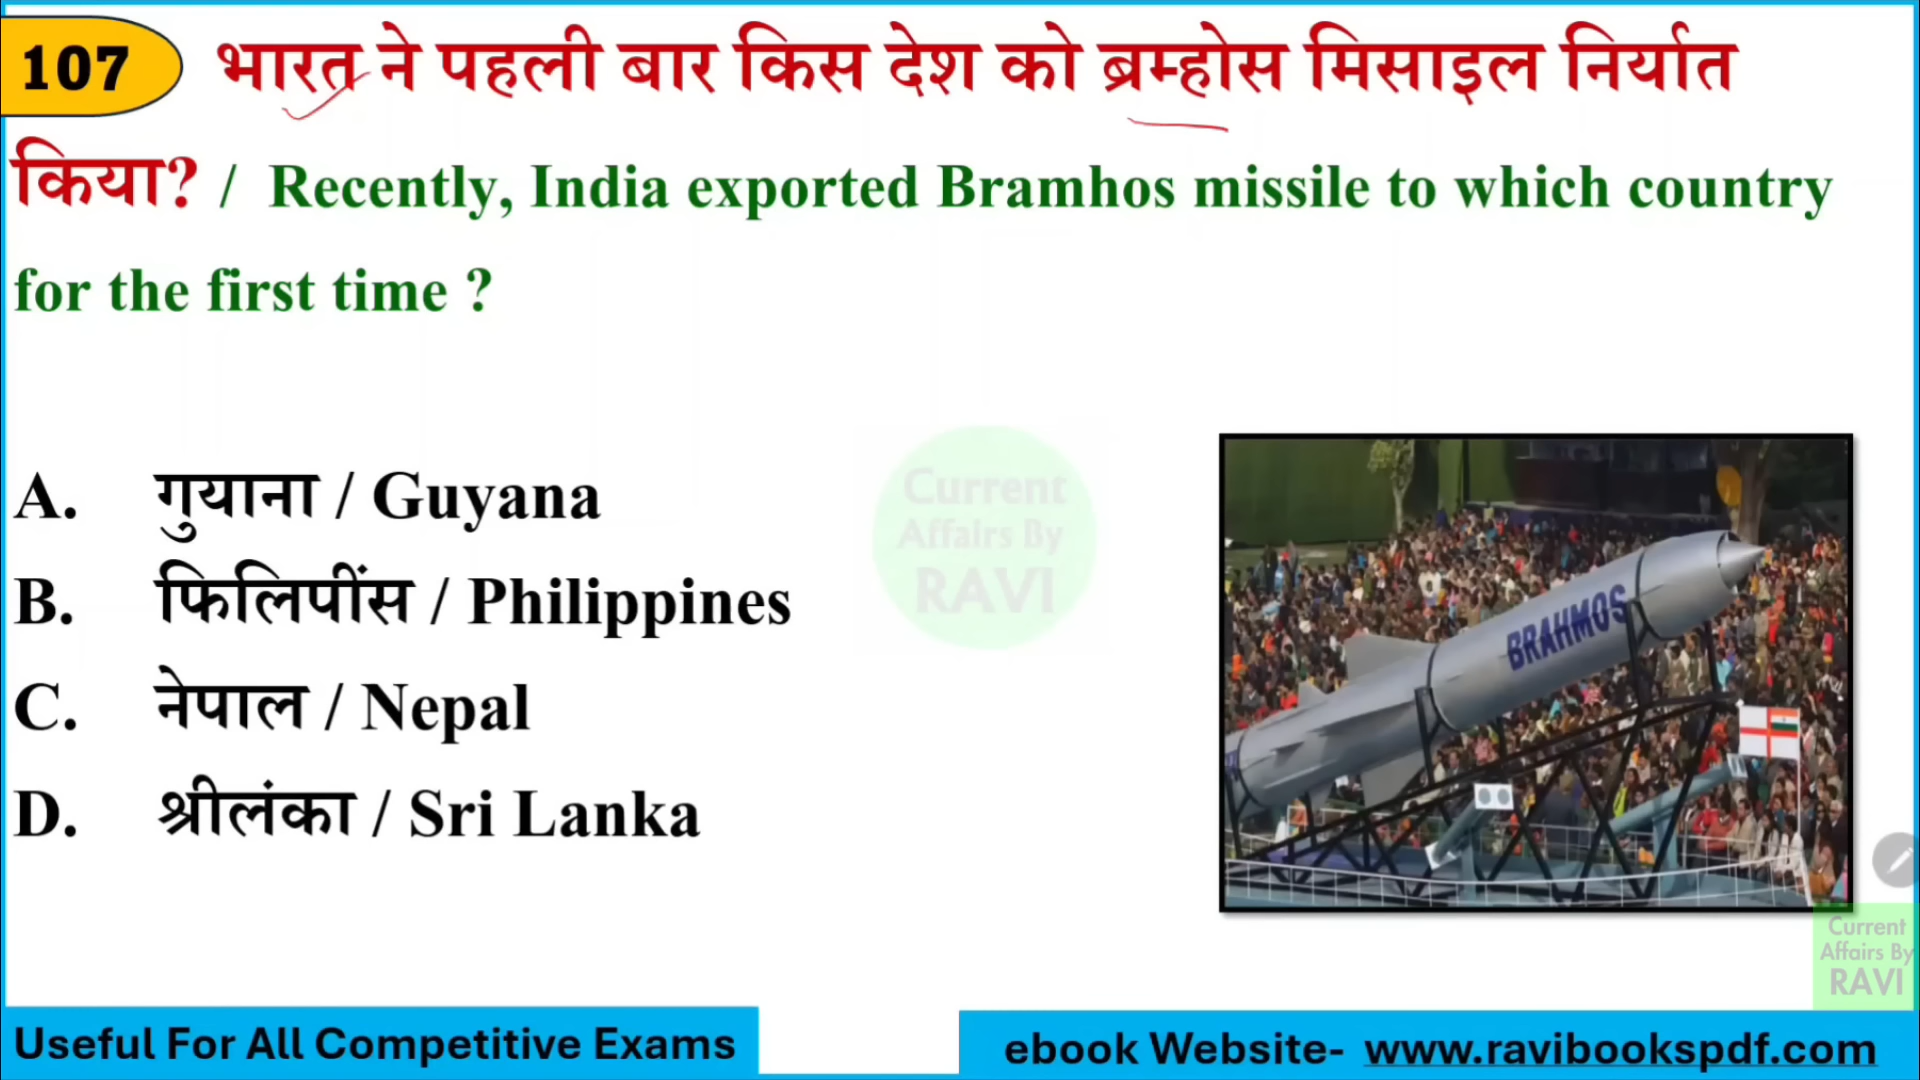 107 भारत ने पहली बार किस देश को ब्रम्होस मिसाइल निर्यात
किया? / Recently, India exported Bramhos missile to which country
for the first time ?
A. गुयाना / Guyana
B. फिलिपींस / Philippines
C. नेपाल / Nepal
D. श्रीलंका / Sri Lanka
Current
Affairs By
RAVI
BRAHMOS
Current
Affairs By
RAVI
Useful For All Competitive Exams
ebook Website- www.ravibookspdf.com